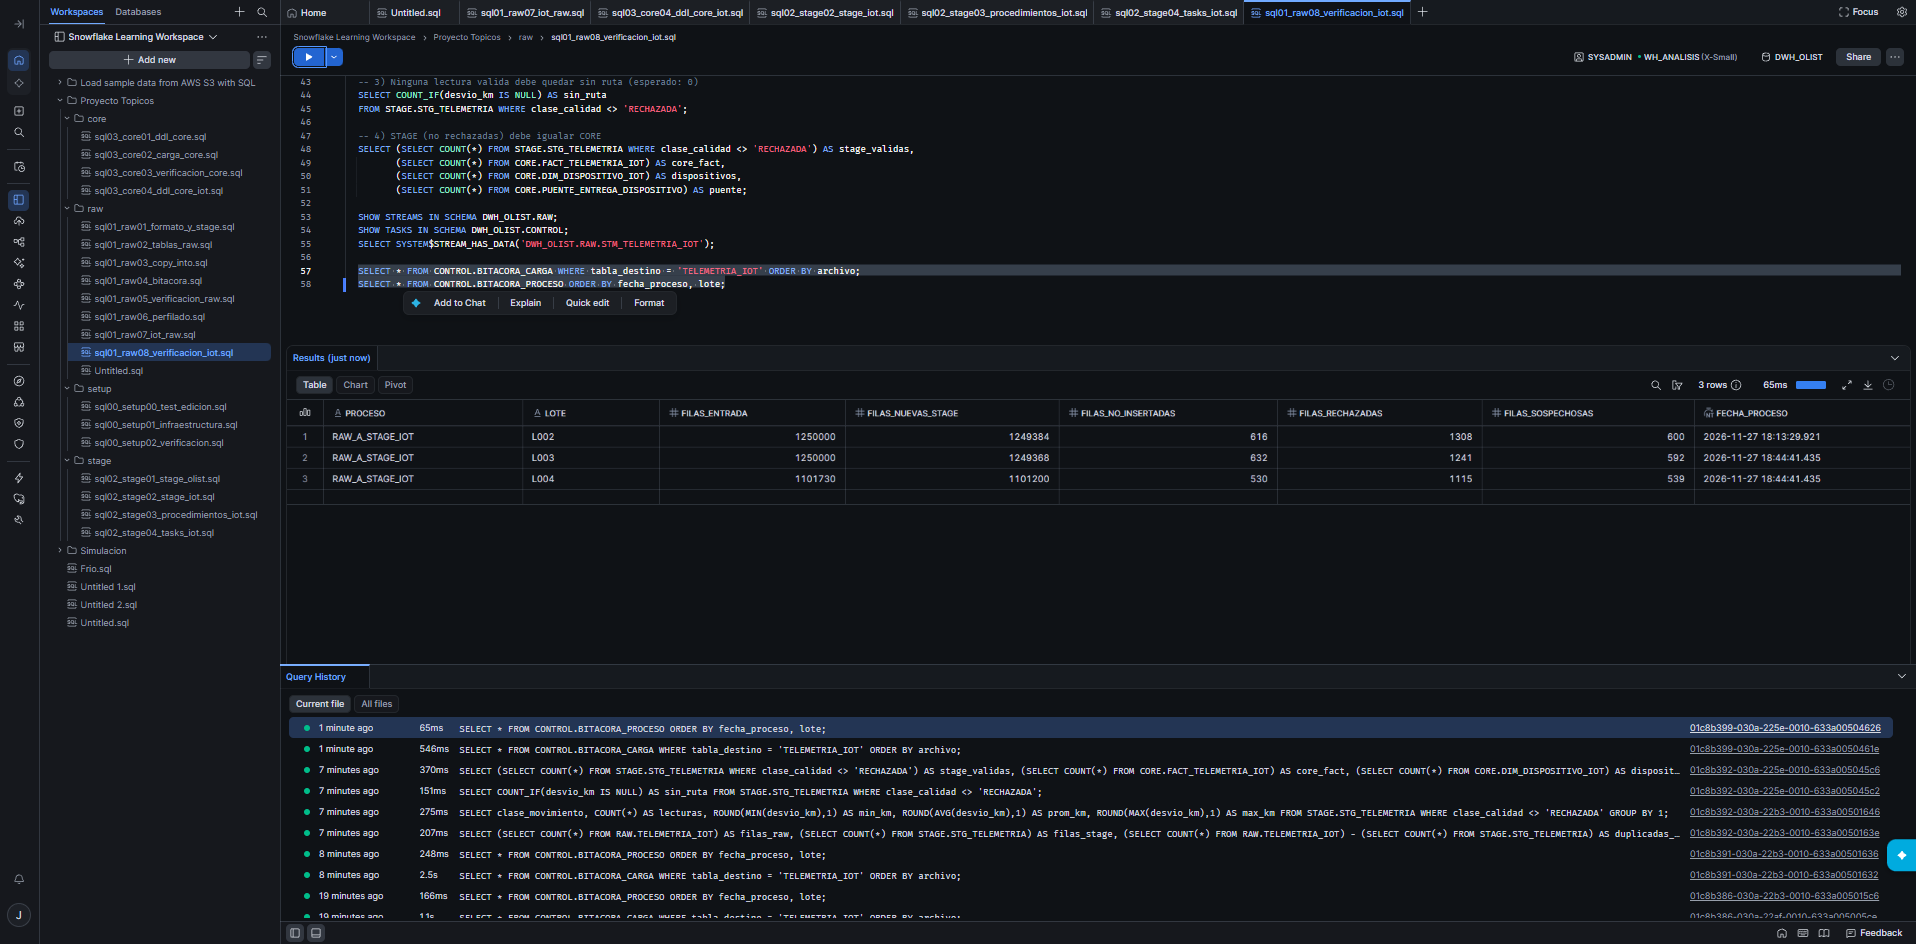 Workspaces
Databases
Snowflake Learning Workspace
Add new
Load sample data from AWS S3 with SQL
Proyecto Topicos
core
sql03_core01_ddl_core.sql
sql03_core02_carga_core.sql
sql03_core03_verificacion_core.sql
sql03_core04_ddl_core_iot.sql
raw
sql01_raw01_formato_y_stage.sql
sql01_raw02_tablas_raw.sql
sql01_raw03_copy_into.sql
sql01_raw04_bitacora.sql
sql01_raw05_verificacion_raw.sql
sql01_raw06_perfilado.sql
sql01_raw07_iot_raw.sql
sql01_raw08_verificacion_iot.sql
Untitled.sql
setup
sql00_setup00_test_edicion.sql
sql00_setup01_infraestructura.sql
sql00_setup02_verificacion.sql
stage
sql02_stage01_stage_olist.sql
sql02_stage02_stage_iot.sql
sql02_stage03_procedimientos_iot.sql
sql02_stage04_tasks_iot.sql
Simulacion
Frio.sql
Untitled 1.sql
Untitled 2.sql
Untitled.sql
J
Home
Untitled.sql
sql01_raw07_iot_raw.sql
sql03_core04_ddl_core_iot.sql
sql02_stage02_stage_iot.sql
sql02_stage03_procedimientos_iot.sql
sql02_stage04_tasks_iot.sql
sql01_raw08_verificacion_iot.sql
Focus
Snowflake Learning Workspace > Proyecto Topicos > raw > sql01_raw08_verificacion_iot.sql
SYSADMIN • WH_ANALISIS (X-Small)
DWH_OLIST
Share
43 -- 3) Ninguna lectura valida debe quedar sin ruta (esperado: 0)
44 SELECT COUNT_IF(desvio_km IS NULL) AS sin_ruta
45 FROM STAGE.STG_TELEMETRIA WHERE clase_calidad <> 'RECHAZADA';
46
47 -- 4) STAGE (no rechazadas) debe igualar CORE
48 SELECT (SELECT COUNT(*) FROM STAGE.STG_TELEMETRIA WHERE clase_calidad <> 'RECHAZADA') AS stage_validas,
49 (SELECT COUNT(*) FROM CORE.FACT_TELEMETRIA_IOT) AS core_fact,
50 (SELECT COUNT(*) FROM CORE.DIM_DISPOSITIVO_IOT) AS dispositivos,
51 (SELECT COUNT(*) FROM CORE.PUENTE_ENTREGA_DISPOSITIVO) AS puente;
52
53 SHOW STREAMS IN SCHEMA DWH_OLIST.RAW;
54 SHOW TASKS IN SCHEMA DWH_OLIST.CONTROL;
55 SELECT SYSTEM$STREAM_HAS_DATA('DWH_OLIST.RAW.STM_TELEMETRIA_IOT');
56
57 SELECT * FROM CONTROL.BITACORA_CARGA WHERE tabla_destino = 'TELEMETRIA_IOT' ORDER BY archivo;
58 SELECT * FROM CONTROL.BITACORA_PROCESO ORDER BY fecha_proceso, lote;
Add to Chat
Explain
Quick edit
Format
Results (just now)
Table
Chart
Pivot
3 rows
65ms
PROCESO LOTE FILAS_ENTRADA FILAS_NUEVAS_STAGE FILAS_NO_INSERTADAS FILAS_RECHAZADAS FILAS_SOSPECHOSAS FECHA_PROCESO
1 RAW_A_STAGE_IOT L002 1250000 1249384 616 1308 600 2026-11-27 18:13:29.921
2 RAW_A_STAGE_IOT L003 1250000 1249368 632 1241 592 2026-11-27 18:44:41.435
3 RAW_A_STAGE_IOT L004 1101730 1101200 530 1115 539 2026-11-27 18:44:41.435
Query History
Current file
All files
1 minute ago 65ms SELECT * FROM CONTROL.BITACORA_PROCESO ORDER BY fecha_proceso, lote; 01c8b399-030a-225e-0010-633a00504626
1 minute ago 546ms SELECT * FROM CONTROL.BITACORA_CARGA WHERE tabla_destino = 'TELEMETRIA_IOT' ORDER BY archivo; 01c8b399-030a-225e-0010-633a0050461e
7 minutes ago 370ms SELECT (SELECT COUNT(*) FROM STAGE.STG_TELEMETRIA WHERE clase_calidad <> 'RECHAZADA') AS stage_validas, (SELECT COUNT(*) FROM CORE.FACT_TELEMETRIA_IOT) AS core_fact, (SELECT COUNT(*) FROM CORE.DIM_DISPOSITIVO_IOT) AS disposit... 01c8b392-030a-225e-0010-633a005045c6
7 minutes ago 151ms SELECT COUNT_IF(desvio_km IS NULL) AS sin_ruta FROM STAGE.STG_TELEMETRIA WHERE clase_calidad <> 'RECHAZADA'; 01c8b392-030a-225e-0010-633a005045c2
7 minutes ago 275ms SELECT clase_movimiento, COUNT(*) AS lecturas, ROUND(MIN(desvio_km),1) AS min_km, ROUND(AVG(desvio_km),1) AS prom_km, ROUND(MAX(desvio_km),1) AS max_km FROM STAGE.STG_TELEMETRIA WHERE clase_calidad <> 'RECHAZADA' GROUP BY 1; 01c8b392-030a-22b3-0010-633a00501646
7 minutes ago 207ms SELECT (SELECT COUNT(*) FROM RAW.TELEMETRIA_IOT) AS filas_raw, (SELECT COUNT(*) FROM STAGE.STG_TELEMETRIA) AS filas_stage, (SELECT COUNT(*) FROM RAW.TELEMETRIA_IOT) - (SELECT COUNT(*) FROM STAGE.STG_TELEMETRIA) AS duplicadas_... 01c8b392-030a-22b3-0010-633a0050163e
8 minutes ago 248ms SELECT * FROM CONTROL.BITACORA_PROCESO ORDER BY fecha_proceso, lote; 01c8b391-030a-22b3-0010-633a00501636
8 minutes ago 2.5s SELECT * FROM CONTROL.BITACORA_CARGA WHERE tabla_destino = 'TELEMETRIA_IOT' ORDER BY archivo; 01c8b391-030a-22b3-0010-633a00501632
19 minutes ago 166ms SELECT * FROM CONTROL.BITACORA_PROCESO ORDER BY fecha_proceso, lote; 01c8b386-030a-22b3-0010-633a005015c6
19 minutes ago SELECT * FROM CONTROL.BITACORA_CARGA WHERE tabla_destino = 'TELEMETRIA_IOT' ORDER BY archivo; 01c8b386-030a-22af-0010-633a005005ce
Feedback